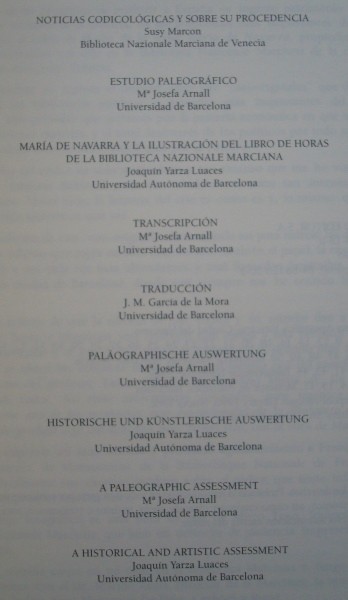 NOTICIAS CODICOLÓGICAS Y SOBRE SU PROCEDENCIA
Susy Marcon
Biblioteca Nazionale Marciana de Venecia
ESTUDIO PALEOGRÁFICO
Mª Josefa Arnall
Universidad de Barcelona
MARÍA DE NAVARRA Y LA ILUSTRACIÓN DEL LIBRO DE HORAS
DE LA BIBLIOTECA NAZIONALE MARCIANA
Joaquín Yarza Luaces
Universidad Autónoma de Barcelona
TRANSCRIPCIÓN
Mª Josefa Arnall
Universidad de Barcelona
TRADUCCIÓN
J. M. García de la Mora
Universidad de Barcelona
PALÄOGRAPHISCHE AUSWERTUNG
Mª Josefa Arnall
Universidad de Barcelona
HISTORISCHE UND KÜNSTLERISCHE AUSWERTUNG
Joaquín Yarza Luaces
Universidad Autónoma de Barcelona
A PALEOGRAPHIC ASSESSMENT
Mª Josefa Arnall
Universidad de Barcelona
A HISTORICAL AND ARTISTIC ASSESSMENT
Joaquín Yarza Luaces
Universidad Autónoma de Barcelona